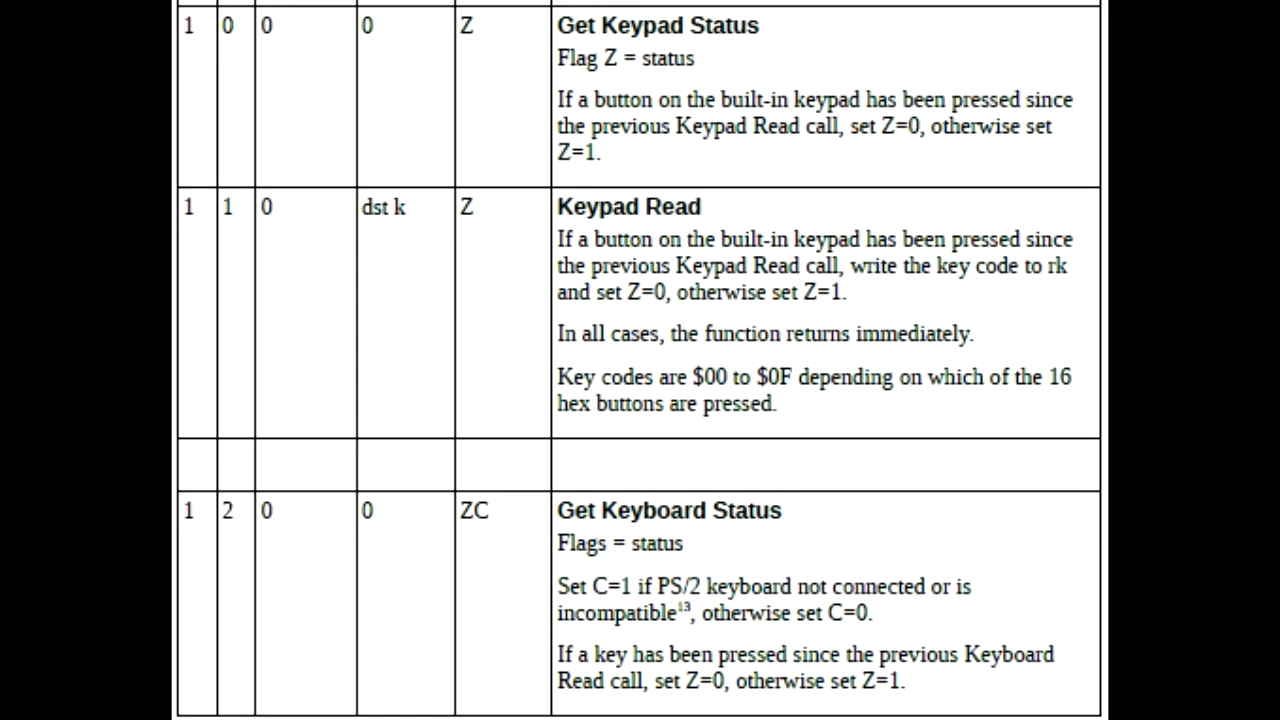 1 0 0 0 Z Get Keypad Status
Flag Z = status
If a button on the built-in keypad has been pressed since
the previous Keypad Read call, set Z=0, otherwise set
Z=1.
1 1 0 dst k Z Keypad Read
If a button on the built-in keypad has been pressed since
the previous Keypad Read call, write the key code to rk
and set Z=0, otherwise set Z=1.
In all cases, the function returns immediately.
Key codes are $00 to $0F depending on which of the 16
hex buttons are pressed.
1 2 0 0 ZC Get Keyboard Status
Flags = status
Set C=1 if PS/2 keyboard not connected or is
incompatible¹³, otherwise set C=0.
If a key has been pressed since the previous Keyboard
Read call, set Z=0, otherwise set Z=1.